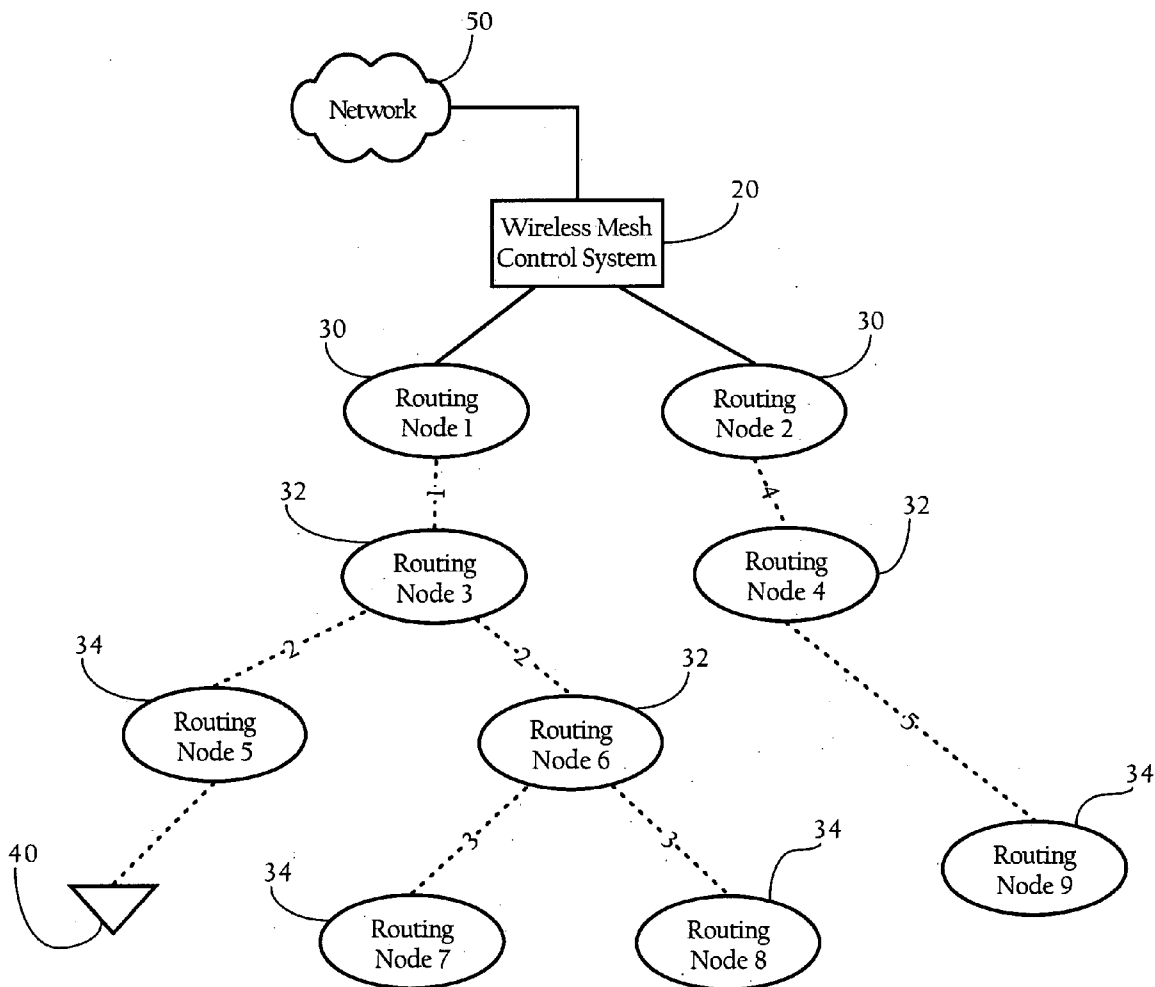 50
Network
20
Wireless Mesh
Control System
30
30
Routing
Node 1
Routing
Node 2
1
4
32
32
Routing
Node 3
Routing
Node 4
2
2
34
32
Routing
Node 5
Routing
Node 6
5
34
40
3
3
34
34
Routing
Node 9
Routing
Node 7
Routing
Node 8